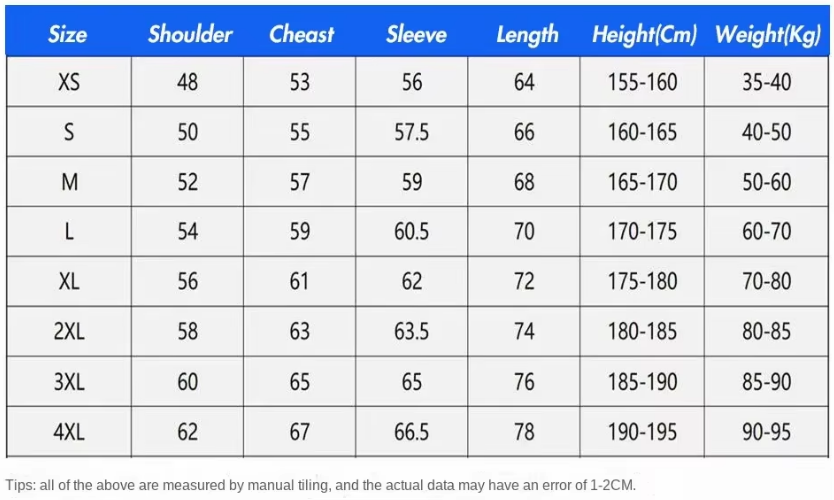 Size Shoulder Cheast Sleeve Length Height(Cm) Weight(Kg)
XS 48 53 56 64 155-160 35-40
S 50 55 57.5 66 160-165 40-50
M 52 57 59 68 165-170 50-60
L 54 59 60.5 70 170-175 60-70
XL 56 61 62 72 175-180 70-80
2XL 58 63 63.5 74 180-185 80-85
3XL 60 65 65 76 185-190 85-90
4XL 62 67 66.5 78 190-195 90-95
Tips: all of the above are measured by manual tiling, and the actual data may have an error of 1-2CM.